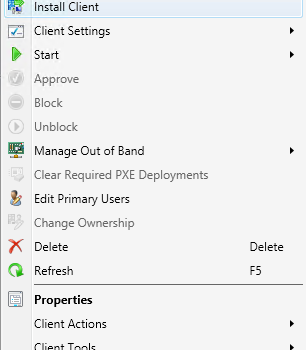 Install Client
Client Settings
Start
Approve
Block
Unblock
Manage Out of Band
Clear Required PXE Deployments
Edit Primary Users
Change Ownership
Delete Delete
Refresh F5
Properties
Client Actions
Client Tools